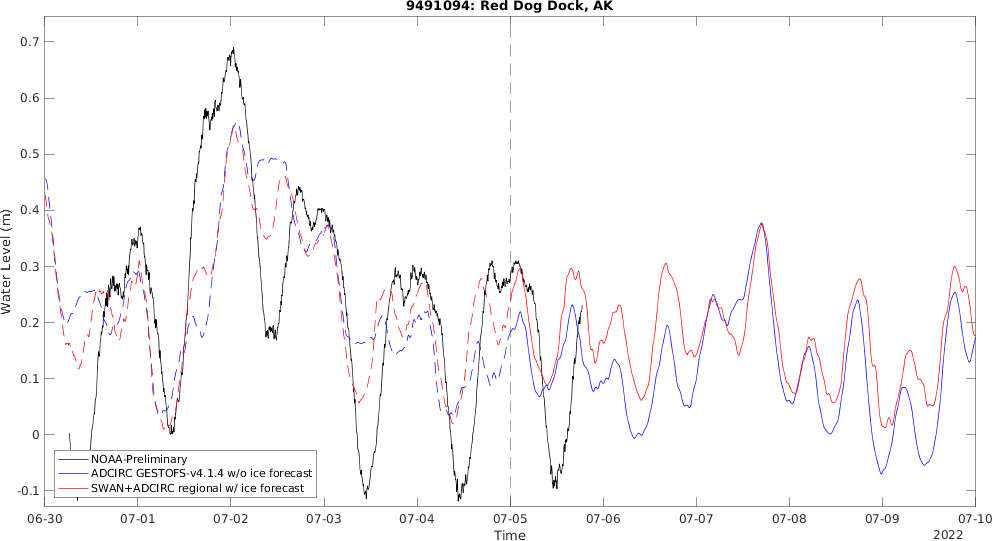 9491094: Red Dog Dock, AK
0.7
0.6
0.5
0.4
0.3
0.2
0.1
0
-0.1
Water Level (m)
NOAA-Preliminary
ADCIRC GESTOFS-v4.1.4 w/o ice forecast
SWAN+ADCIRC regional w/ ice forecast
06-30 07-01 07-02 07-03 07-04 07-05 07-06 07-07 07-08 07-09 07-10
Time
2022